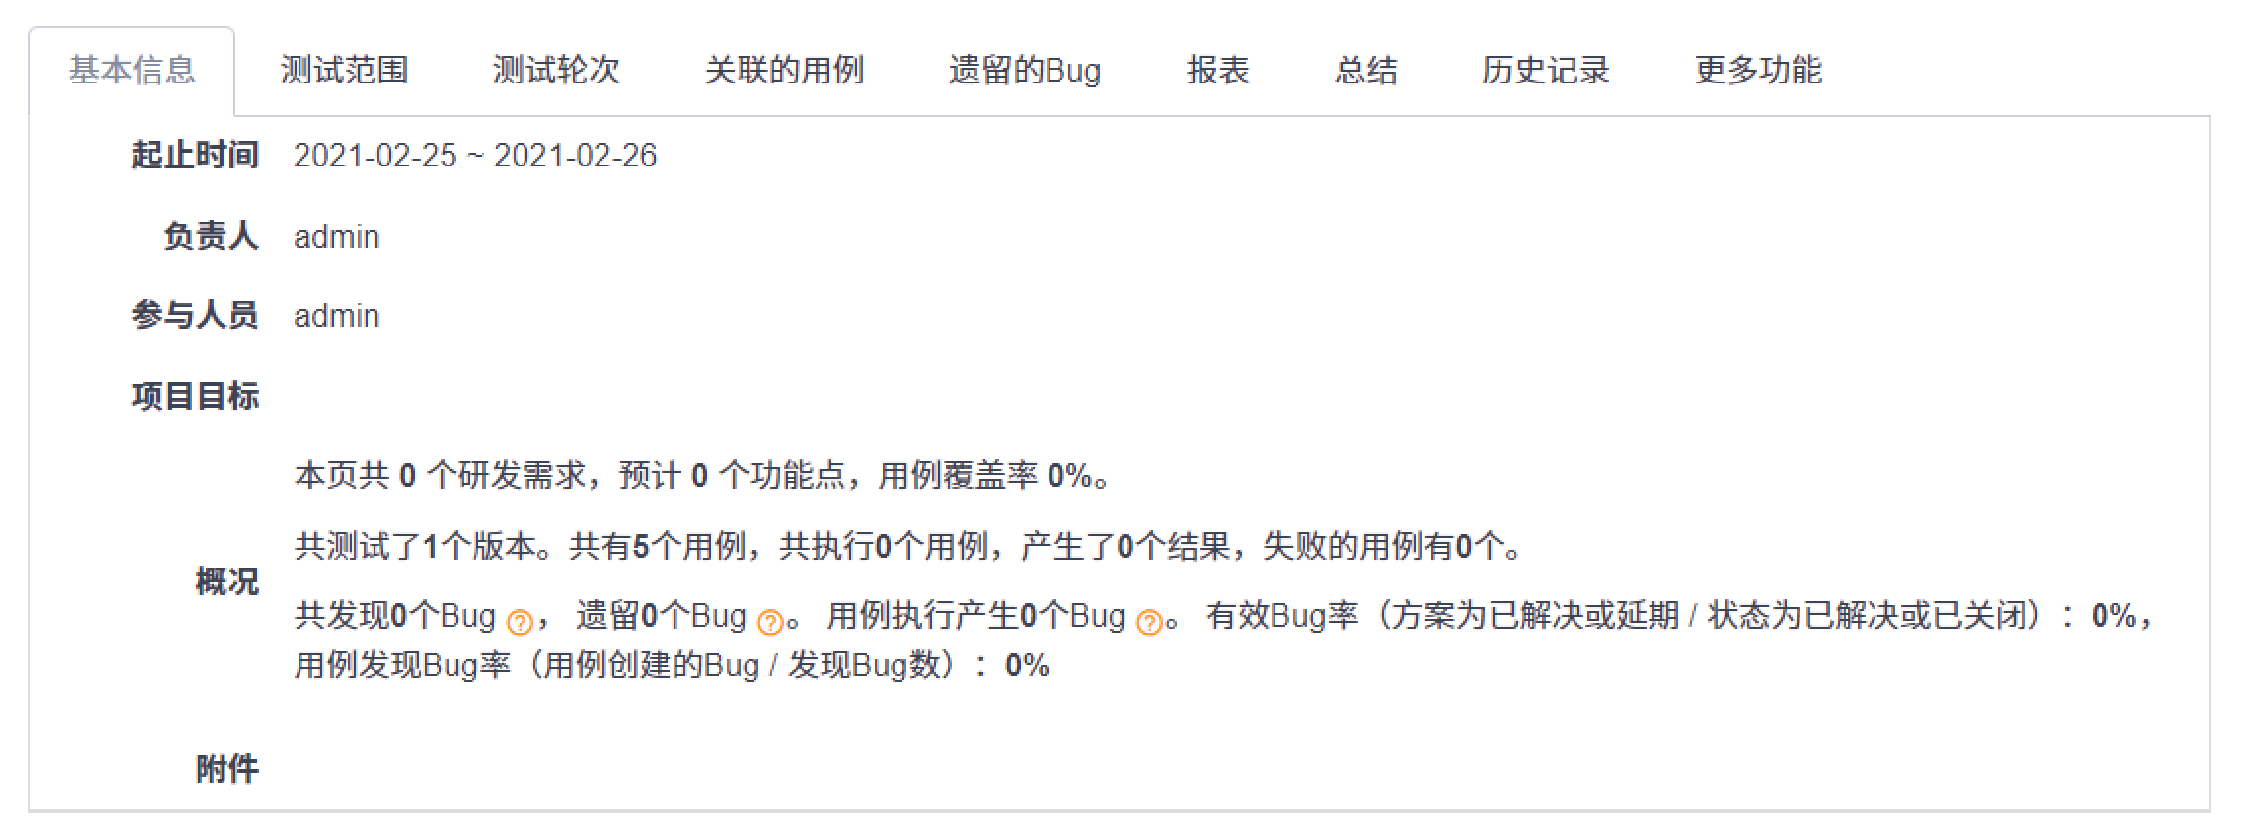 基本信息 测试范围 测试轮次 关联的用例 遗留的Bug 报表 总结 历史记录 更多功能
起止时间 2021-02-25 ~ 2021-02-26
负责人 admin
参与人员 admin
项目目标
概况
本页共 0 个研发需求，预计 0 个功能点，用例覆盖率 0%。
共测试了1个版本。共有5个用例，共执行0个用例，产生了0个结果，失败的用例有0个。
共发现0个Bug ?， 遗留0个Bug ?。 用例执行产生0个Bug ?。 有效Bug率（方案为已解决或延期 / 状态为已解决或已关闭）：0%，
用例发现Bug率（用例创建的Bug / 发现Bug数）：0%
附件